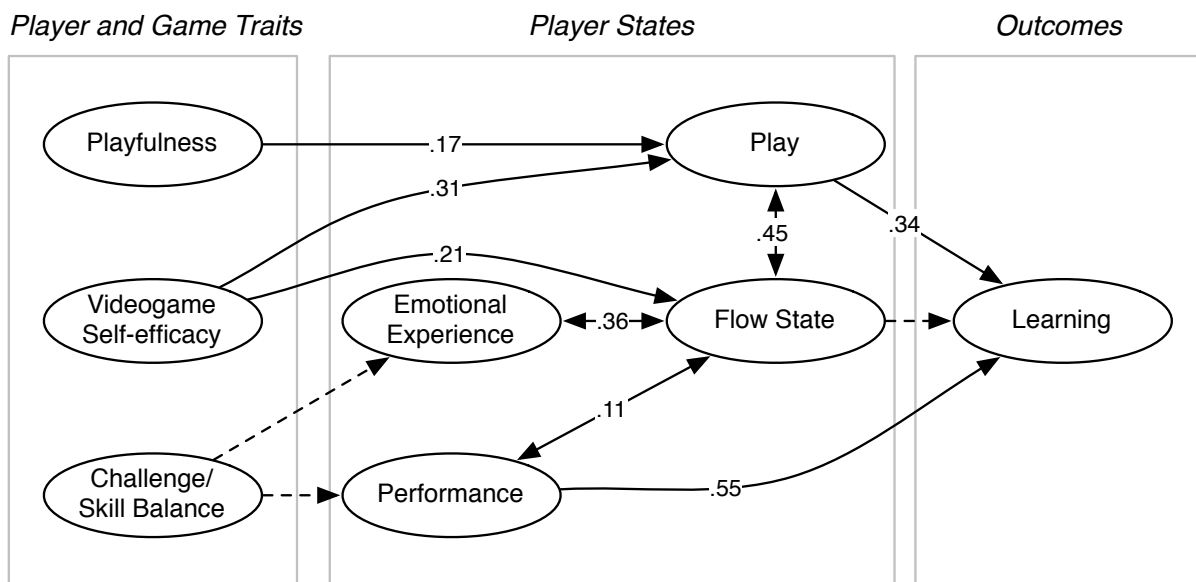 Player and Game Traits
Player States
Outcomes
Playfulness
.17
Play
.31
.34
.45
.21
Videogame
Self-efficacy
Emotional
Experience
.36
Flow State
Learning
.11
Challenge/
Skill Balance
Performance
.55